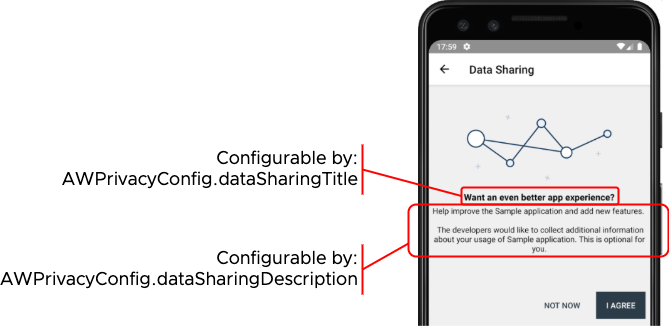 17:59
Data Sharing
Configurable by:
AWPrivacyConfig.dataSharingTitle
Want an even better app experience?
Help improve the Sample application and add new features.
The developers would like to collect additional information
about your usage of Sample application. This is optional for
you.
Configurable by:
AWPrivacyConfig.dataSharingDescription
NOT NOW
I AGREE